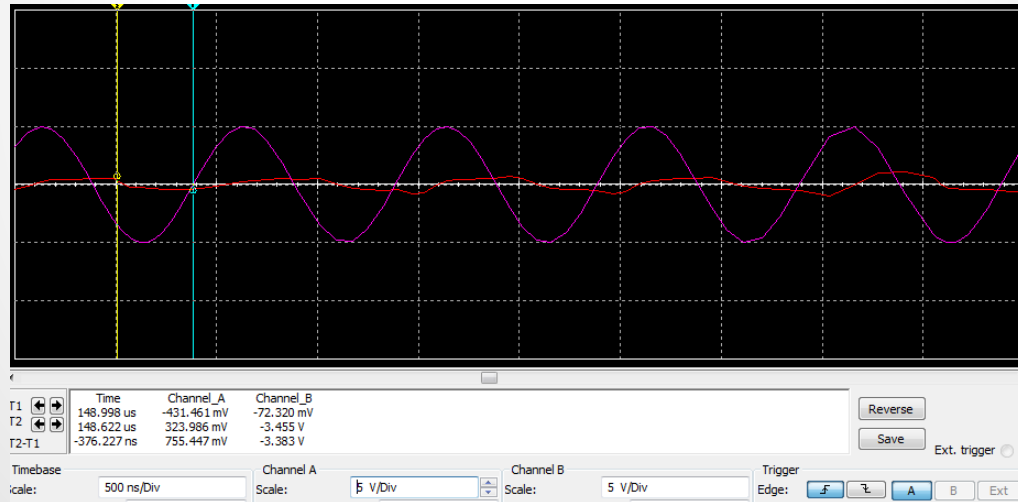 Time Channel_A Channel_B
T1 148.998 us -431.461 mV -72.320 mV
T2 148.622 us 323.986 mV -3.455 V
T2-T1 -376.227 ns 755.447 mV -3.383 V
Reverse
Save
Ext. trigger
Timebase Channel A Channel B Trigger
Scale: 500 ns/Div Scale: 5 V/Div Scale: 5 V/Div Edge: A B Ext